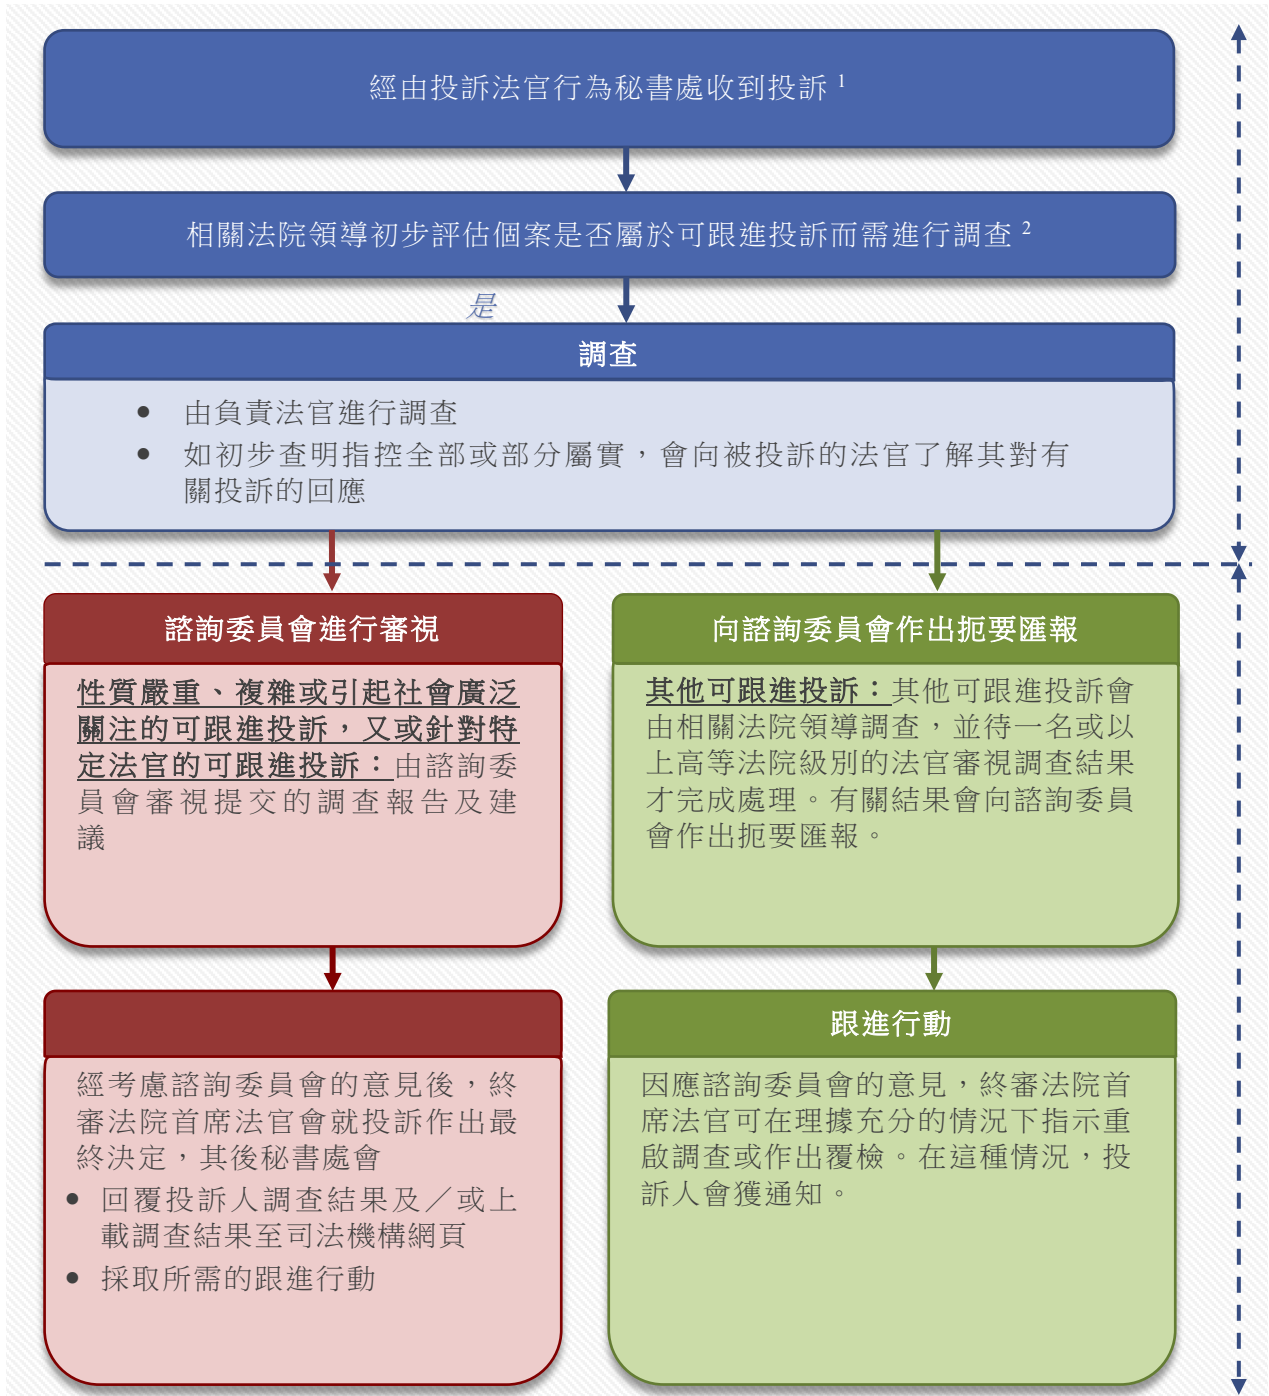 經由投訴法官行為秘書處收到投訴 1
相關法院領導初步評估個案是否屬於可跟進投訴而需進行調查 2
是
調查
• 由負責法官進行調查
• 如初步查明指控全部或部分屬實，會向被投訴的法官了解其對有
關投訴的回應
諮詢委員會進行審視
性質嚴重、複雜或引起社會廣泛
關注的可跟進投訴，又或針對特
定法官的可跟進投訴：由諮詢委
員會審視提交的調查報告及建
議
向諮詢委員會作出扼要匯報
其他可跟進投訴：其他可跟進投訴會
由相關法院領導調查，並待一名或以
上高等法院級別的法官審視調查結果
才完成處理。有關結果會向諮詢委員
會作出扼要匯報。
經考慮諮詢委員會的意見後，終
審法院首席法官會就投訴作出最
終決定，其後秘書處會
• 回覆投訴人調查結果及／或上
載調查結果至司法機構網頁
• 採取所需的跟進行動
跟進行動
因應諮詢委員會的意見，終審法院首
席法官可在理據充分的情況下指示重
啟調查或作出覆檢。在這種情況，投
訴人會獲通知。